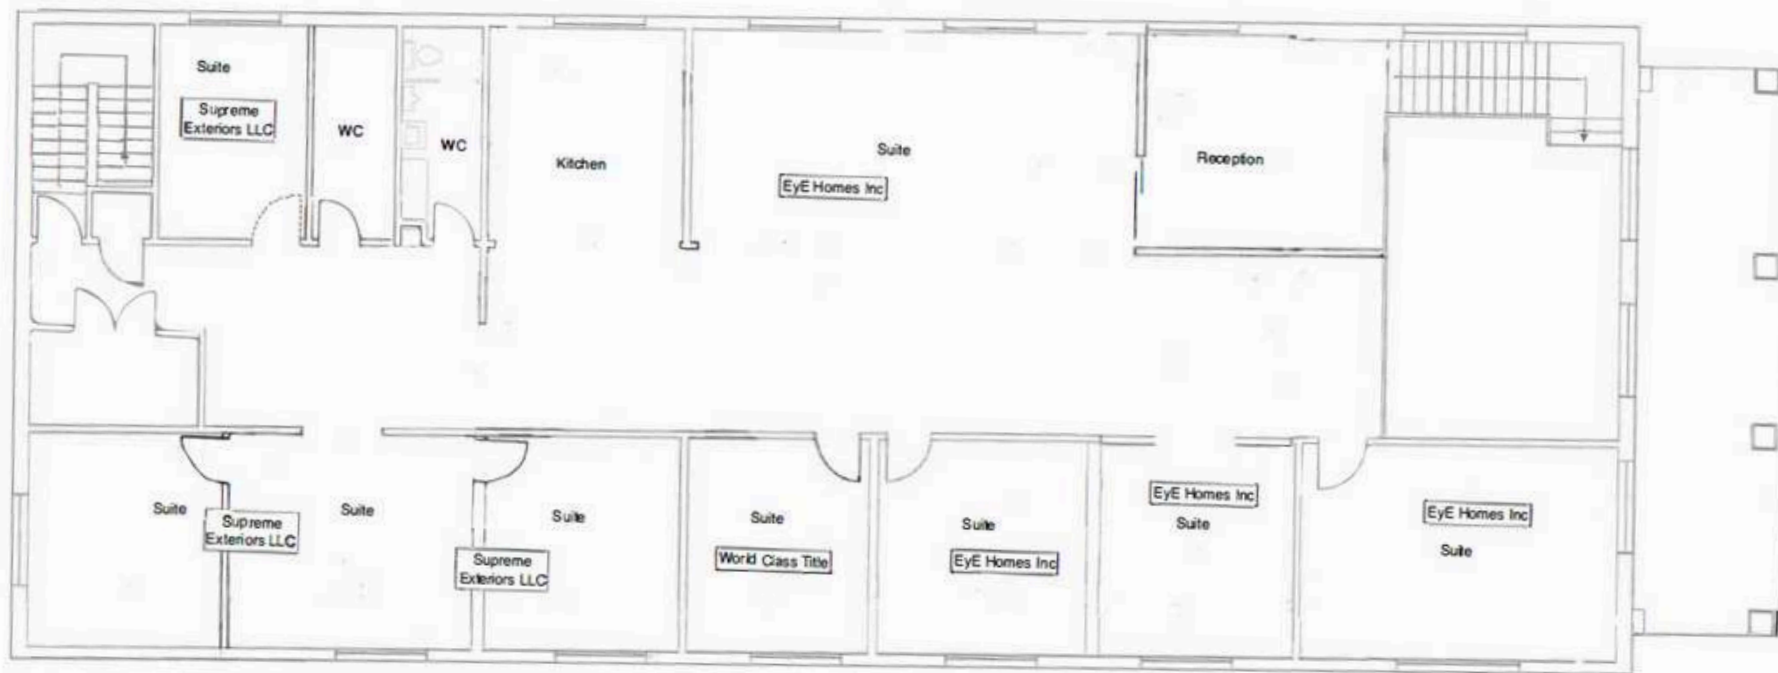 Suite
Supreme
Exteriors LLC
WC
WC
Kitchen
Suite
EyE Homes Inc
Reception
Suite
Supreme
Exteriors LLC
Suite
Supreme
Exteriors LLC
Suite
Suite
World Class Title
Suite
EyE Homes Inc
EyE Homes Inc
Suite
EyE Homes Inc
Suite